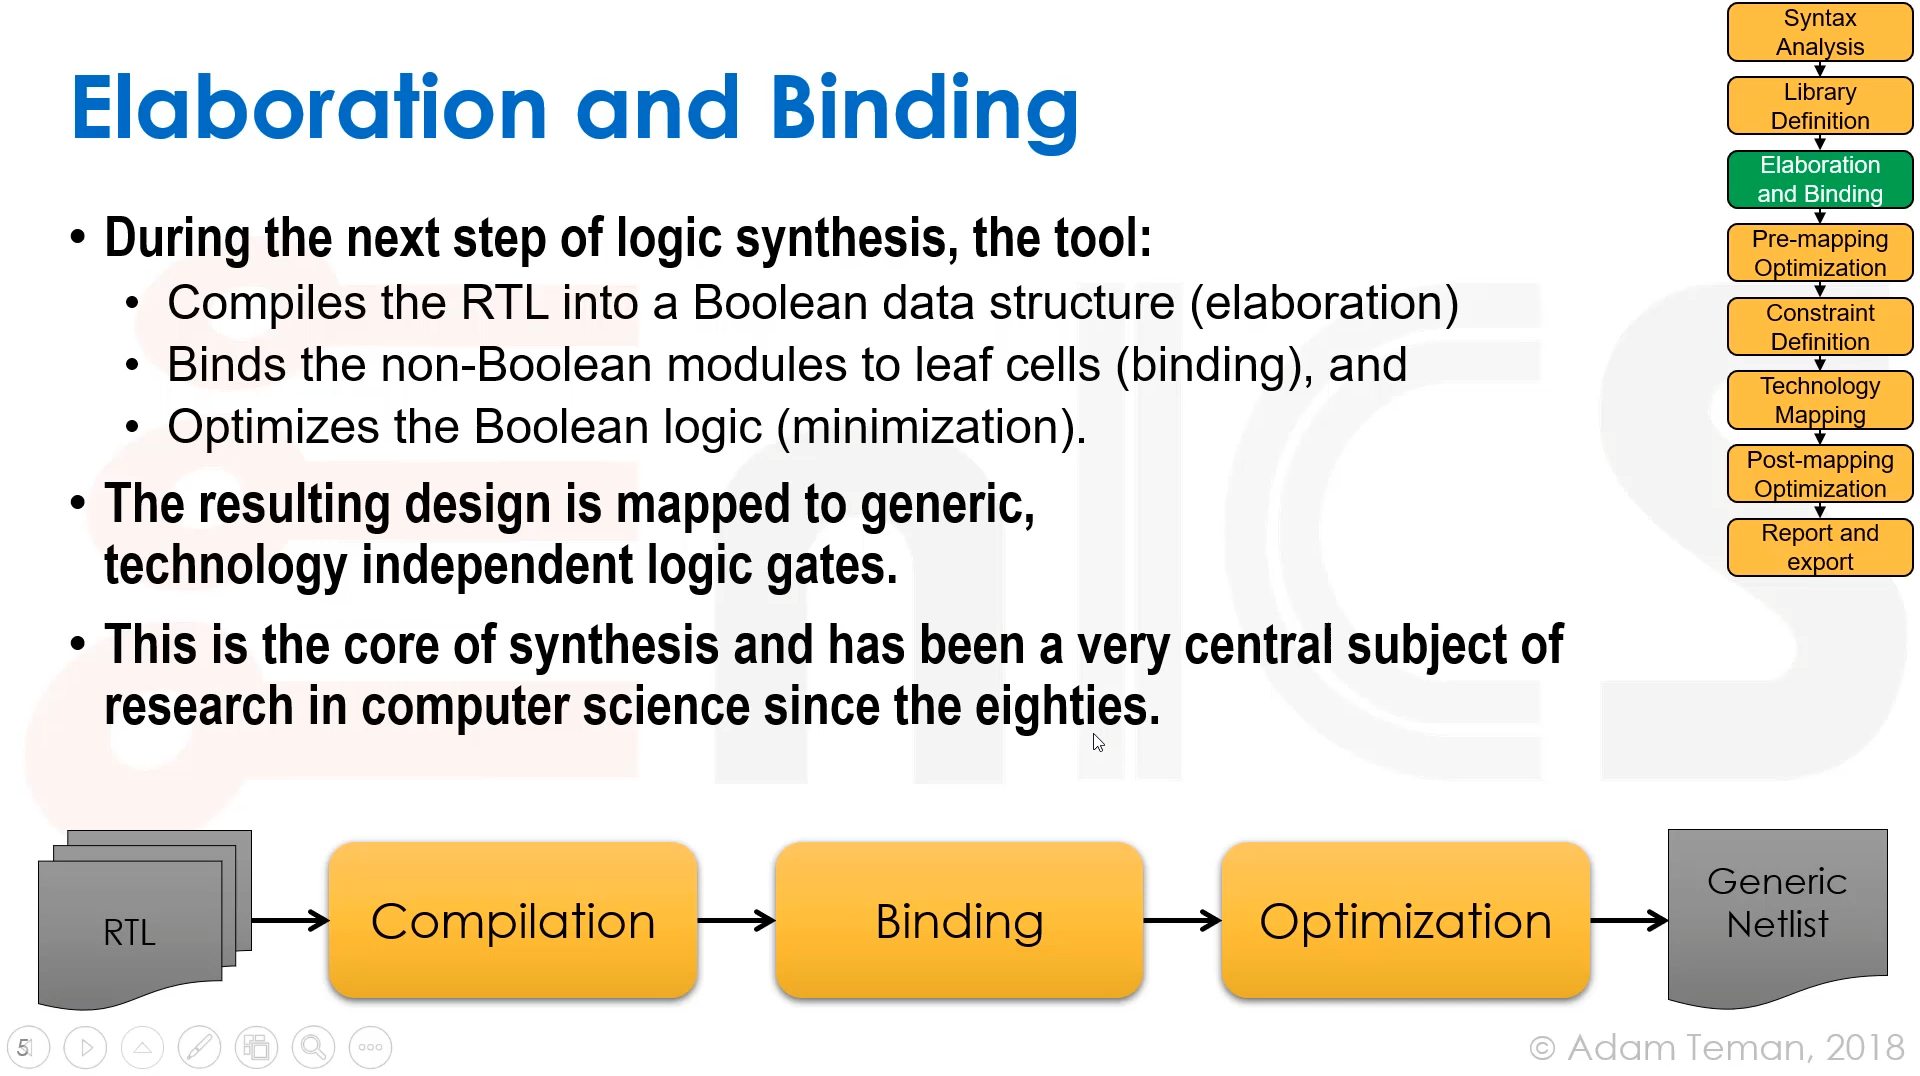 Elaboration and Binding
• During the next step of logic synthesis, the tool:
• Compiles the RTL into a Boolean data structure (elaboration)
• Binds the non-Boolean modules to leaf cells (binding), and
• Optimizes the Boolean logic (minimization).
• The resulting design is mapped to generic,
technology independent logic gates.
• This is the core of synthesis and has been a very central subject of
research in computer science since the eighties.
RTL
Compilation
Binding
Optimization
Generic
Netlist
Syntax
Analysis
Library
Definition
Elaboration
and Binding
Pre-mapping
Optimization
Constraint
Definition
Technology
Mapping
Post-mapping
Optimization
Report and
export
5
© Adam Teman, 2018
EnICS